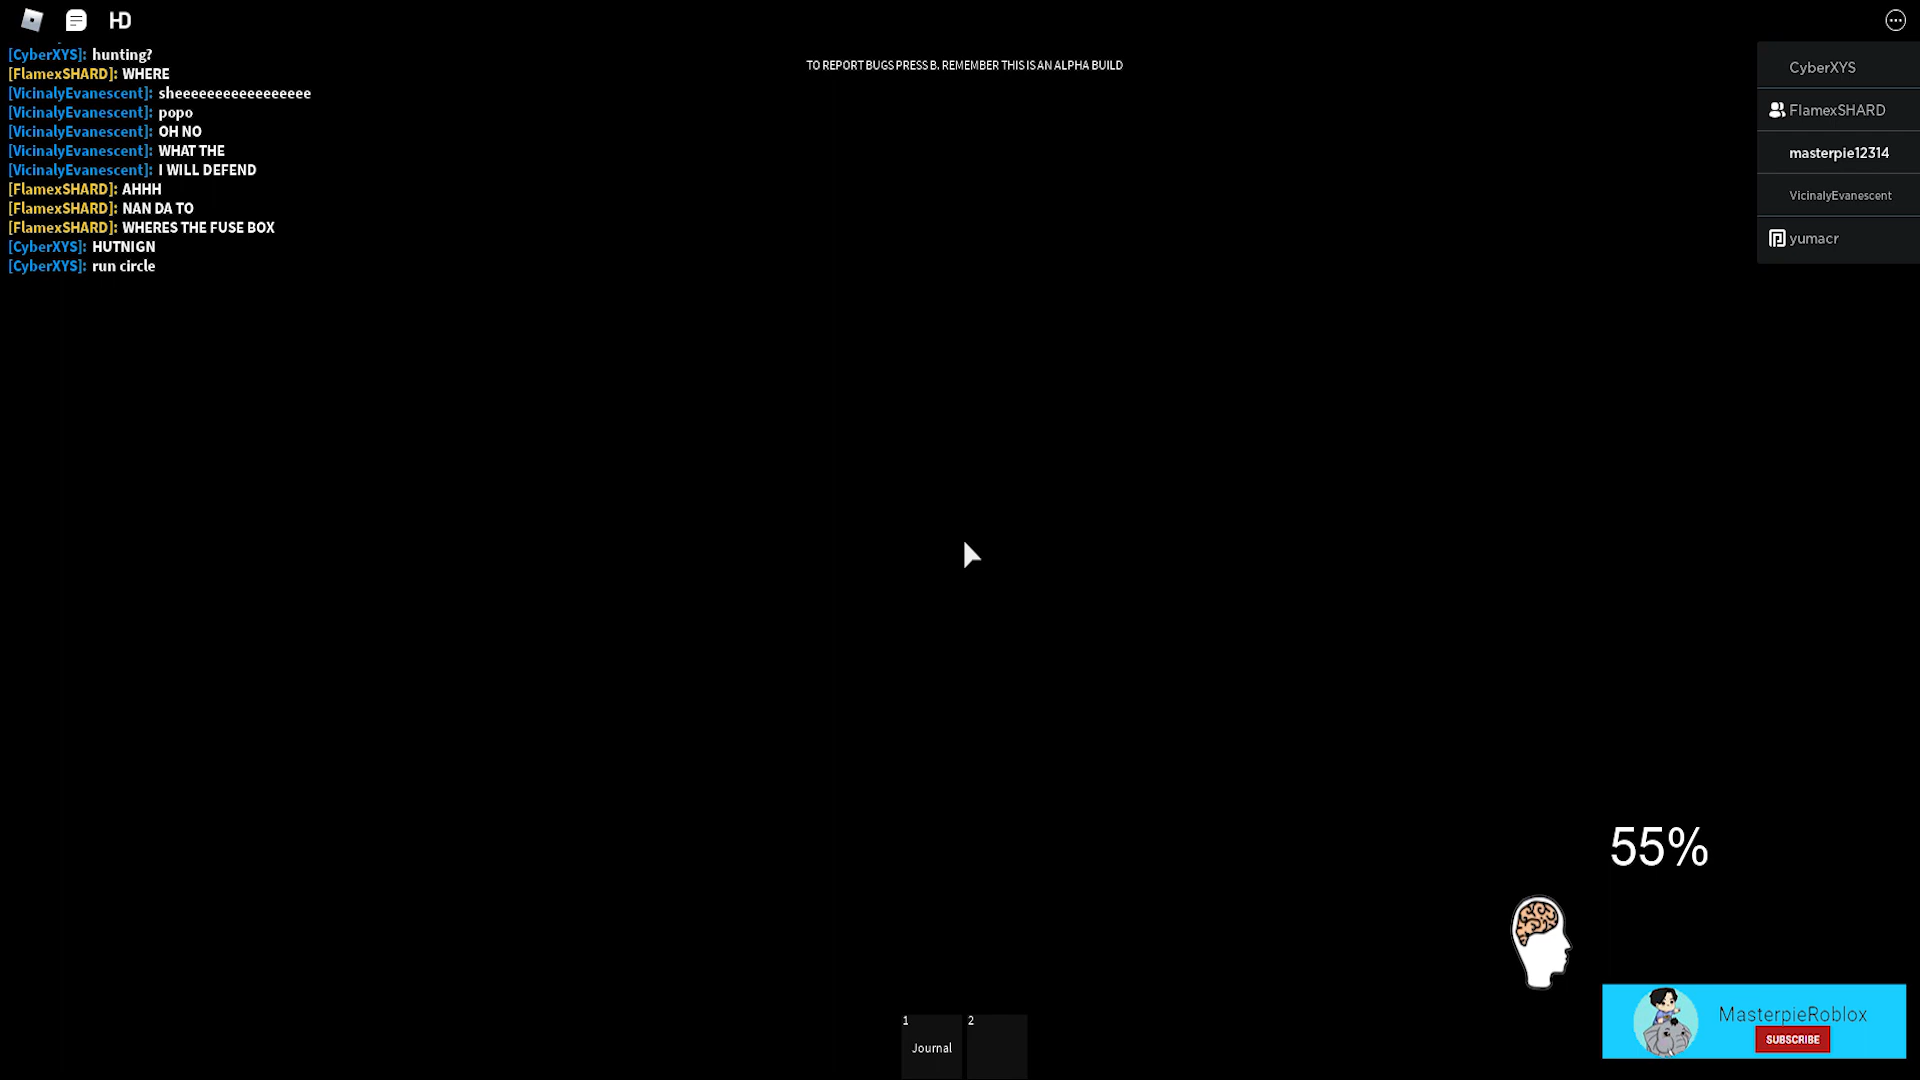 HD
[CyberXYS]: hunting?
[FlamexSHARD]: WHERE
[VicinalyEvanescent]: sheeeeeeeeeeeeeeeee
[VicinalyEvanescent]: popo
[VicinalyEvanescent]: OH NO
[VicinalyEvanescent]: WHAT THE
[VicinalyEvanescent]: I WILL DEFEND
[FlamexSHARD]: AHHH
[FlamexSHARD]: NAN DA TO
[FlamexSHARD]: WHERES THE FUSE BOX
[CyberXYS]: HUTNIGN
[CyberXYS]: run circle
TO REPORT BUGS PRESS B. REMEMBER THIS IS AN ALPHA BUILD
CyberXYS
FlamexSHARD
masterpie12314
VicinalyEvanescent
yumacr
55%
1
Journal
2
MasterpieRoblox
SUBSCRIBE